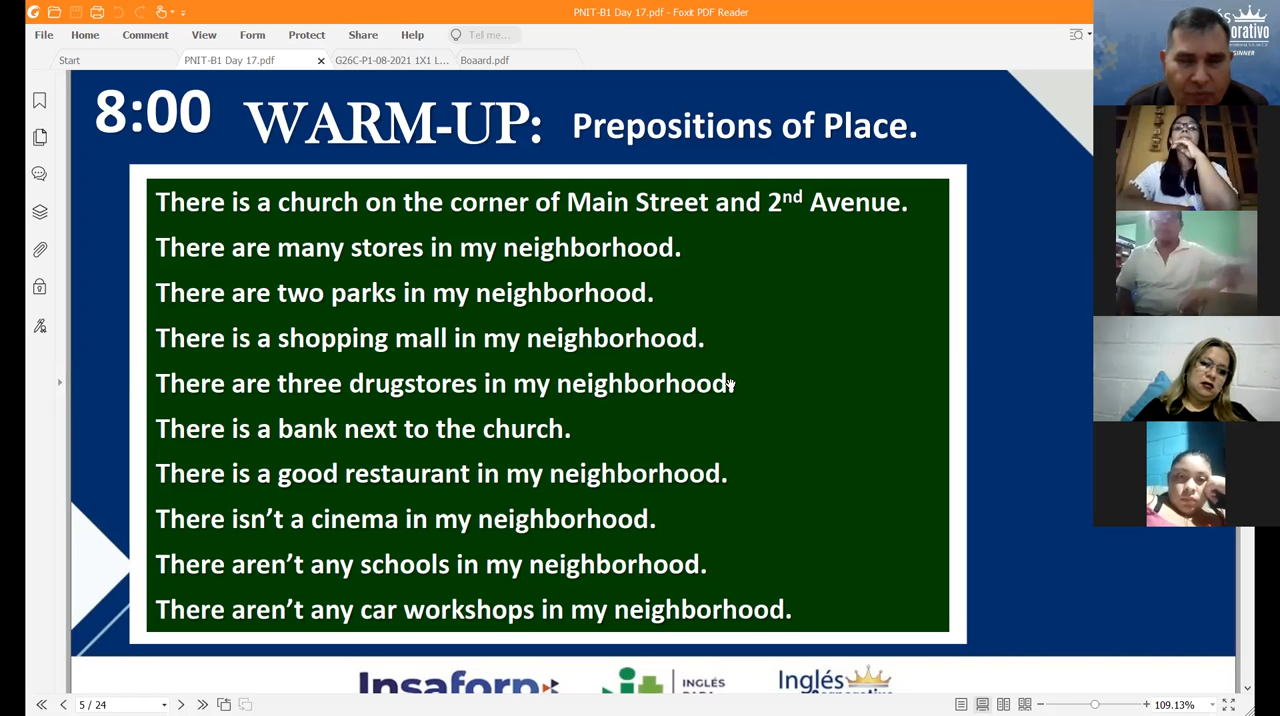 PNIT-B1 Day 17.pdf - Foxit PDF Reader
File Home Comment View Form Protect Share Help Tell me...
Start PNIT-B1 Day 17.pdf G26C-P1-08-2021 1X1 L... Boaard.pdf
8:00 WARM-UP: Prepositions of Place.
There is a church on the corner of Main Street and 2nd Avenue.
There are many stores in my neighborhood.
There are two parks in my neighborhood.
There is a shopping mall in my neighborhood.
There are three drugstores in my neighborhood.
There is a bank next to the church.
There is a good restaurant in my neighborhood.
There isn't a cinema in my neighborhood.
There aren't any schools in my neighborhood.
There aren't any car workshops in my neighborhood.
Insaforp INGLÉS Inglés
5 / 24 109.13%